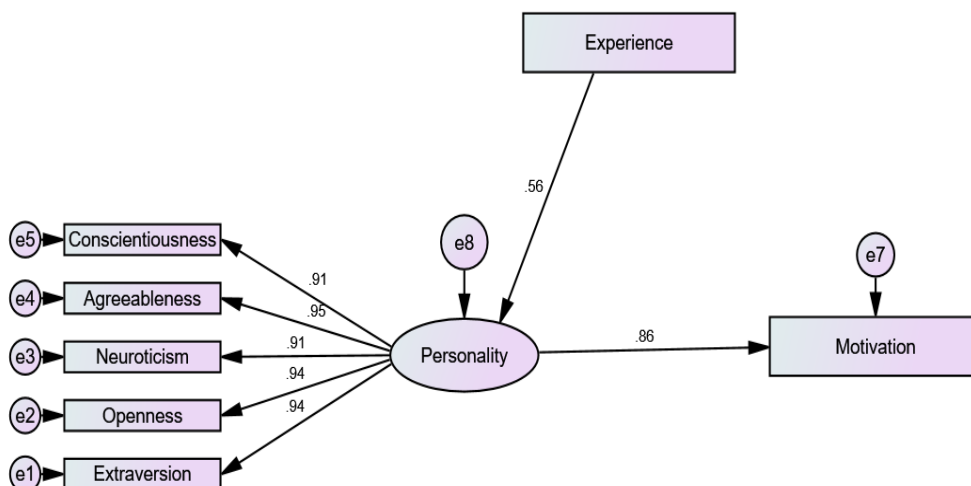 Experience
.56
e5
Conscientiousness
.91
e8
e7
e4
Agreeableness
.95
e3
Neuroticism
.91
Personality
.86
Motivation
e2
Openness
.94
e1
Extraversion
.94